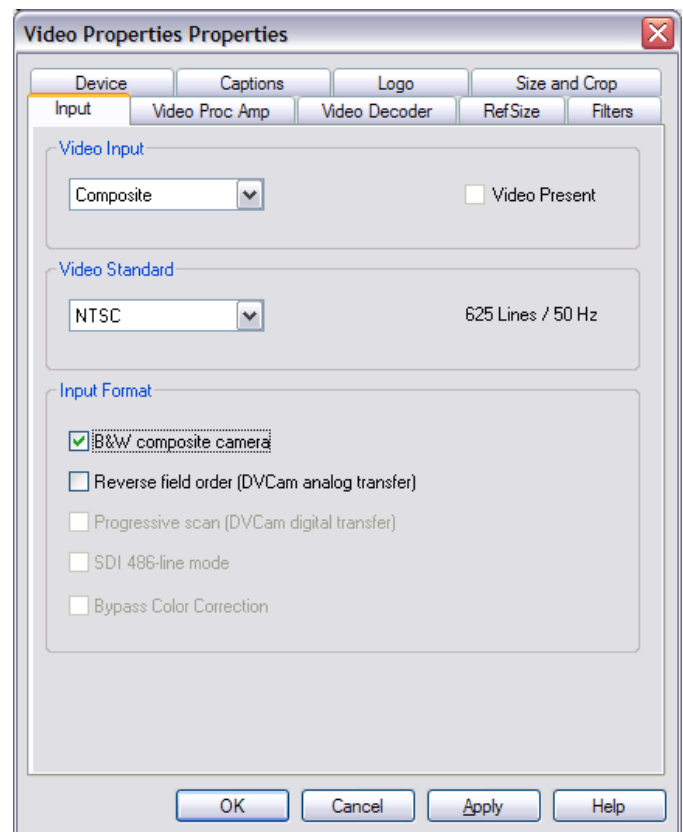 Video Properties Properties
Device Captions Logo Size and Crop
Input Video Proc Amp Video Decoder RefSize Filters
Video Input
Composite Video Present
Video Standard
NTSC 625 Lines / 50 Hz
Input Format
B&W composite camera
Reverse field order (DVCam analog transfer)
Progressive scan (DVCam digital transfer)
SDI 486-line mode
Bypass Color Correction
OK Cancel Apply Help